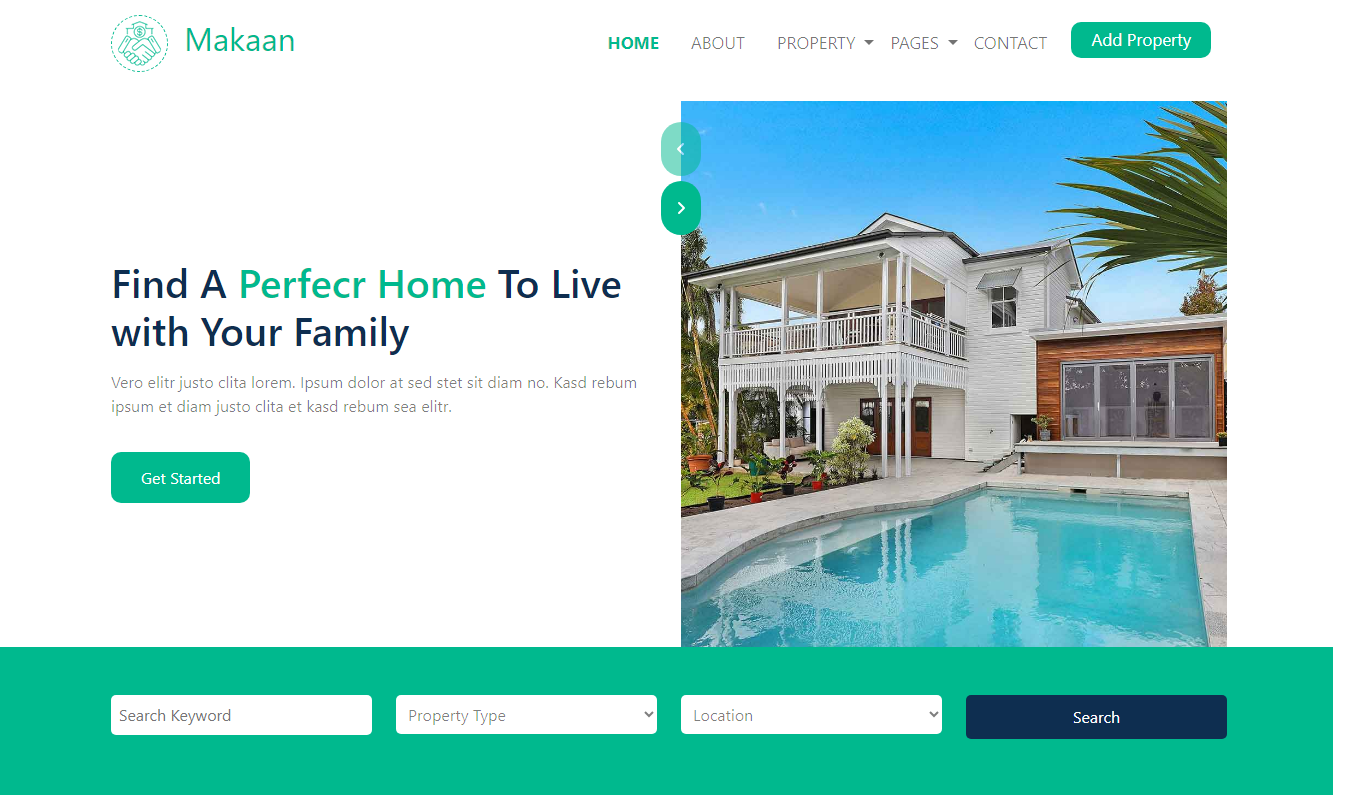 Makaan
HOME ABOUT PROPERTY PAGES CONTACT Add Property
Find A Perfecr Home To Live
with Your Family
Vero elitr justo clita lorem. Ipsum dolor at sed stet sit diam no. Kasd rebum
ipsum et diam justo clita et kasd rebum sea elitr.
Get Started
Search Keyword Property Type Location Search